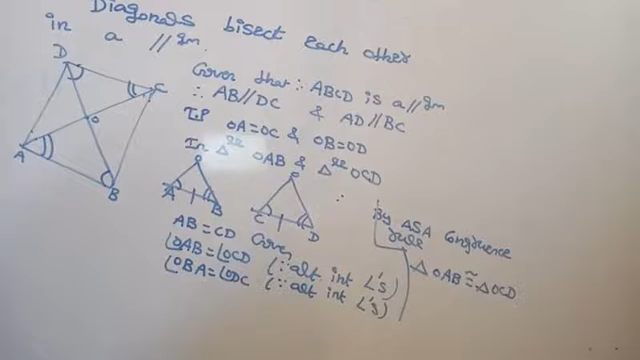 Diagonals bisect each other
in a //gm.
D
C
O
A
B
Given that :- ABCD is a //gm
∴ AB//DC & AD//BC
T.P OA=OC & OB=OD
In Δle OAB & Δle OCD
O
A
B
O
C
D
AB=CD Given
∠OAB=∠OCD (∵alt int ∠'s)
∠OBA=∠ODC (∵alt int ∠'s)
∴
By ASA Congruence
rule
Δ OAB ≅ Δ OCD